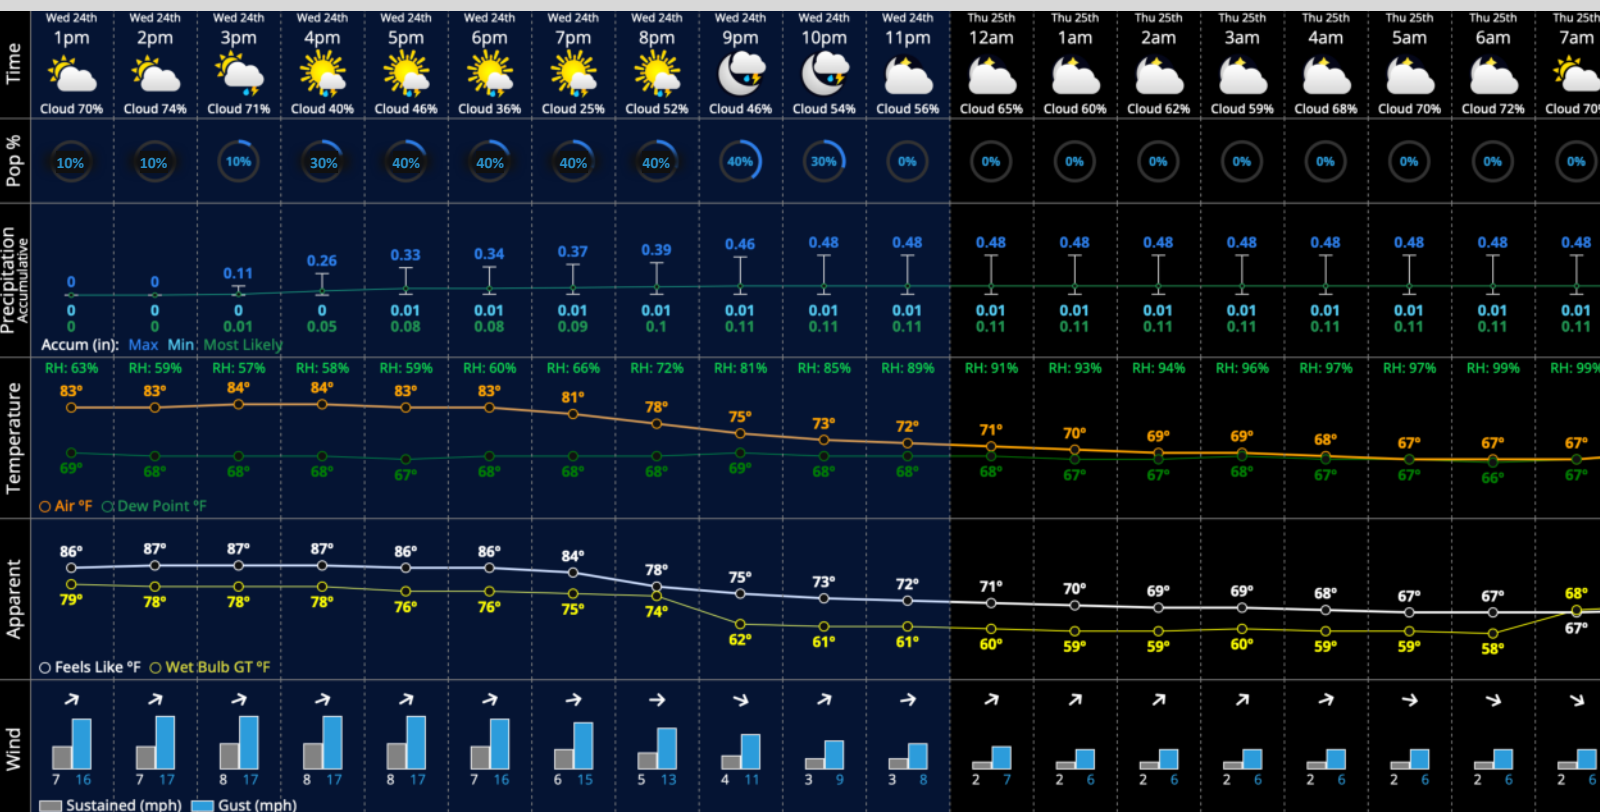 Wed 24th Wed 24th Wed 24th Wed 24th Wed 24th Wed 24th Wed 24th Wed 24th Wed 24th Wed 24th Wed 24th Thu 25th Thu 25th Thu 25th Thu 25th Thu 25th Thu 25th Thu 25th Thu 25th
1pm 2pm 3pm 4pm 5pm 6pm 7pm 8pm 9pm 10pm 11pm 12am 1am 2am 3am 4am 5am 6am 7am
Time
Cloud 70% Cloud 74% Cloud 71% Cloud 40% Cloud 46% Cloud 36% Cloud 25% Cloud 52% Cloud 46% Cloud 54% Cloud 56% Cloud 65% Cloud 60% Cloud 62% Cloud 59% Cloud 68% Cloud 70% Cloud 72% Cloud 70%
Pop %
10% 10% 10% 30% 40% 40% 40% 40% 40% 30% 0% 0% 0% 0% 0% 0% 0% 0% 0%
Precipitation
Accumulative
0 0 0.11 0.26 0.33 0.34 0.37 0.39 0.46 0.48 0.48 0.48 0.48 0.48 0.48 0.48 0.48 0.48 0.48
0 0 0 0 0.01 0.01 0.01 0.01 0.01 0.01 0.01 0.01 0.01 0.01 0.01 0.01 0.01 0.01 0.01
0 0 0.01 0.05 0.08 0.08 0.09 0.1 0.11 0.11 0.11 0.11 0.11 0.11 0.11 0.11 0.11 0.11 0.11
Accum (in): Max Min Most Likely
Temperature
RH: 63% RH: 59% RH: 57% RH: 58% RH: 59% RH: 60% RH: 66% RH: 72% RH: 81% RH: 85% RH: 89% RH: 91% RH: 93% RH: 94% RH: 96% RH: 97% RH: 97% RH: 99% RH: 99%
83° 83° 84° 84° 83° 83° 81° 78° 75° 73° 72° 71° 70° 69° 69° 68° 67° 67° 67°
69° 68° 68° 68° 67° 68° 68° 68° 69° 68° 68° 68° 67° 67° 68° 67° 67° 66° 67°
Air °F Dew Point °F
Apparent
86° 87° 87° 87° 86° 86° 84° 78° 75° 73° 72° 71° 70° 69° 69° 68° 67° 67° 68°
79° 78° 78° 78° 76° 76° 75° 74° 62° 61° 61° 60° 59° 59° 60° 59° 59° 58° 67°
Feels Like °F Wet Bulb GT °F
Wind
7 16 7 17 8 17 8 17 8 17 7 16 6 15 5 13 4 11 3 9 3 8 2 7 2 6 2 6 2 6 2 6 2 6 2 6 2 6
Sustained (mph) Gust (mph)